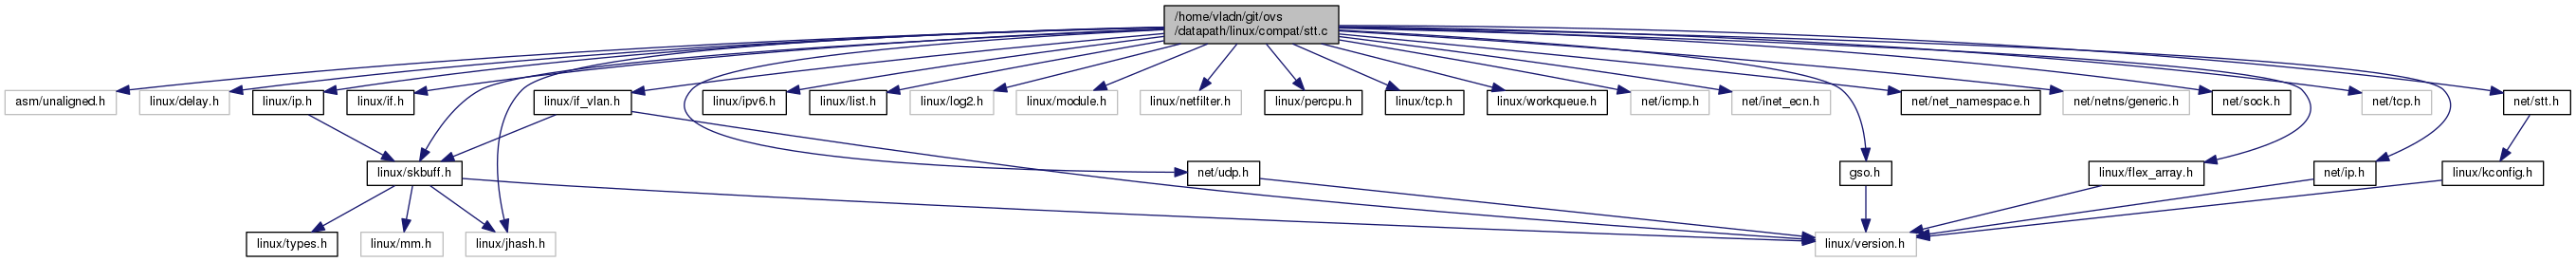 /home/vladn/git/ovs
/datapath/linux/compat/stt.c
asm/unaligned.h
linux/delay.h
linux/ip.h
linux/if.h
linux/if_vlan.h
linux/ipv6.h
linux/list.h
linux/log2.h
linux/module.h
linux/netfilter.h
linux/percpu.h
linux/tcp.h
linux/workqueue.h
net/icmp.h
net/inet_ecn.h
net/net_namespace.h
net/netns/generic.h
net/sock.h
net/tcp.h
net/stt.h
linux/skbuff.h
net/udp.h
gso.h
linux/flex_array.h
net/ip.h
linux/kconfig.h
linux/types.h
linux/mm.h
linux/jhash.h
linux/version.h